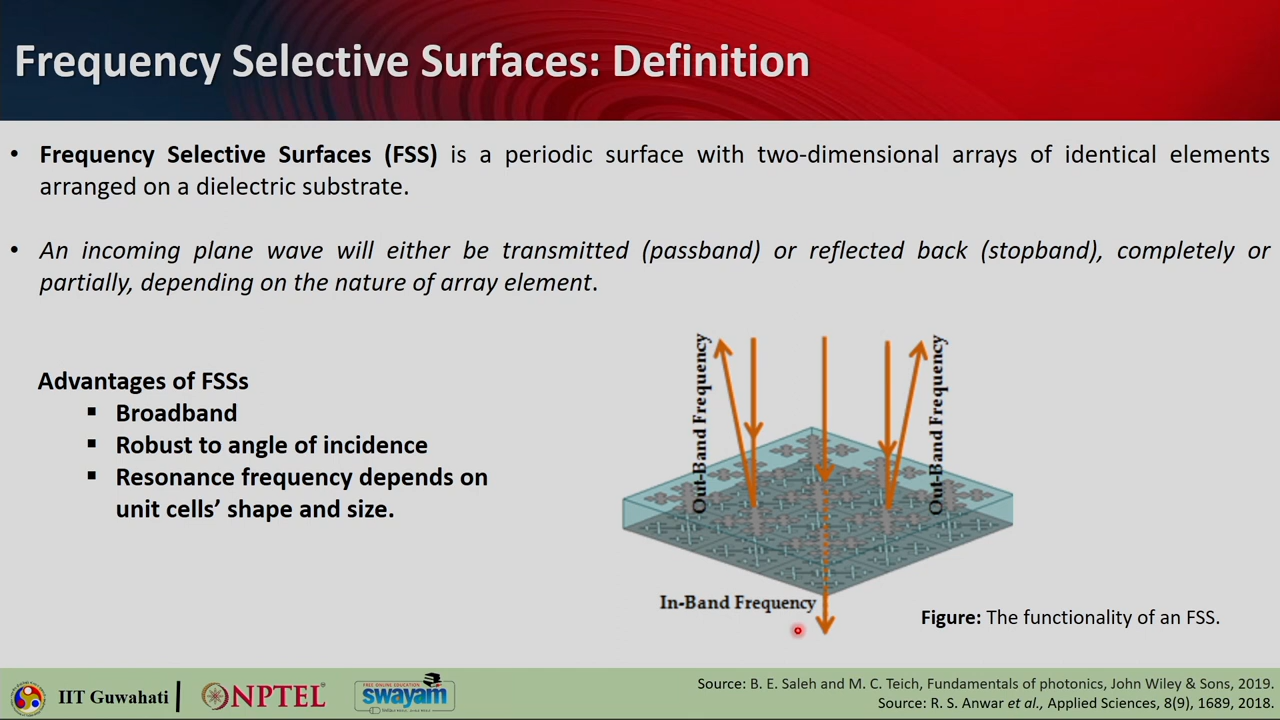 Frequency Selective Surfaces: Definition
• Frequency Selective Surfaces (FSS) is a periodic surface with two-dimensional arrays of identical elements
arranged on a dielectric substrate.
• An incoming plane wave will either be transmitted (passband) or reflected back (stopband), completely or
partially, depending on the nature of array element.
Advantages of FSSs
▪ Broadband
▪ Robust to angle of incidence
▪ Resonance frequency depends on
unit cells’ shape and size.
Out-Band Frequency
Out-Band Frequency
In-Band Frequency
Figure: The functionality of an FSS.
IIT Guwahati
NPTEL
FREE ONLINE EDUCATION
swayam
Source: B. E. Saleh and M. C. Teich, Fundamentals of photonics, John Wiley & Sons, 2019.
Source: R. S. Anwar et al., Applied Sciences, 8(9), 1689, 2018.